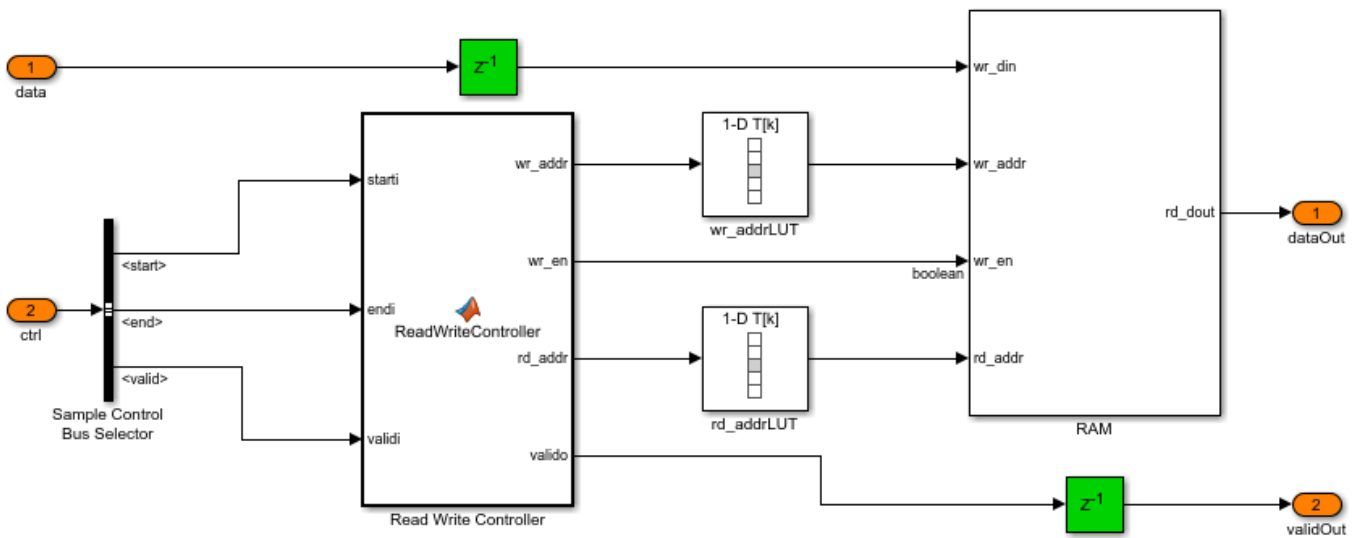 1
data
Z-1
wr_din
1-D T[k]
wr_addr
wr_addr
starti
wr_addrLUT
rd_dout
1
dataOut
<start>
wr_en
wr_en
boolean
2
ctrl
<end>
endi
ReadWriteController
1-D T[k]
rd_addr
rd_addr
<valid>
Sample Control
Bus Selector
rd_addrLUT
RAM
validi
valido
Z-1
2
validOut
Read Write Controller